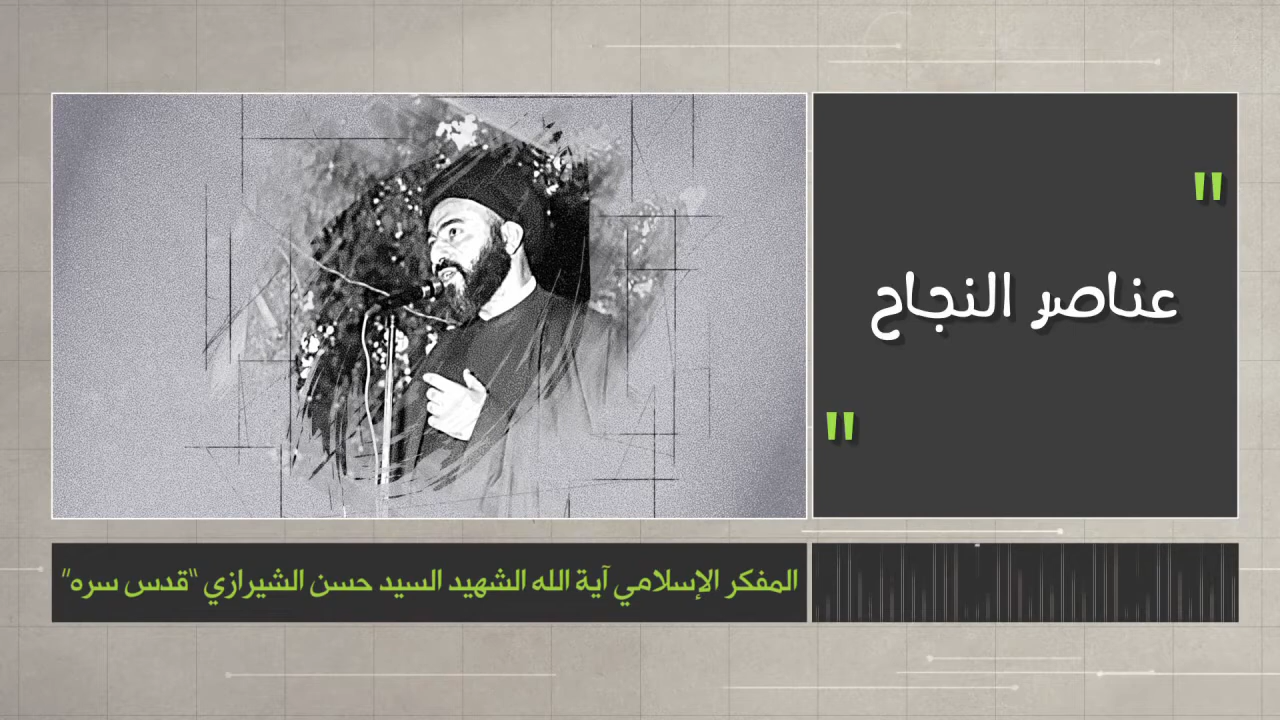 "
عناصر النجاح
"
المفكر الإسلامي آية الله الشهيد السيد حسن الشيرازي "قدس سره"